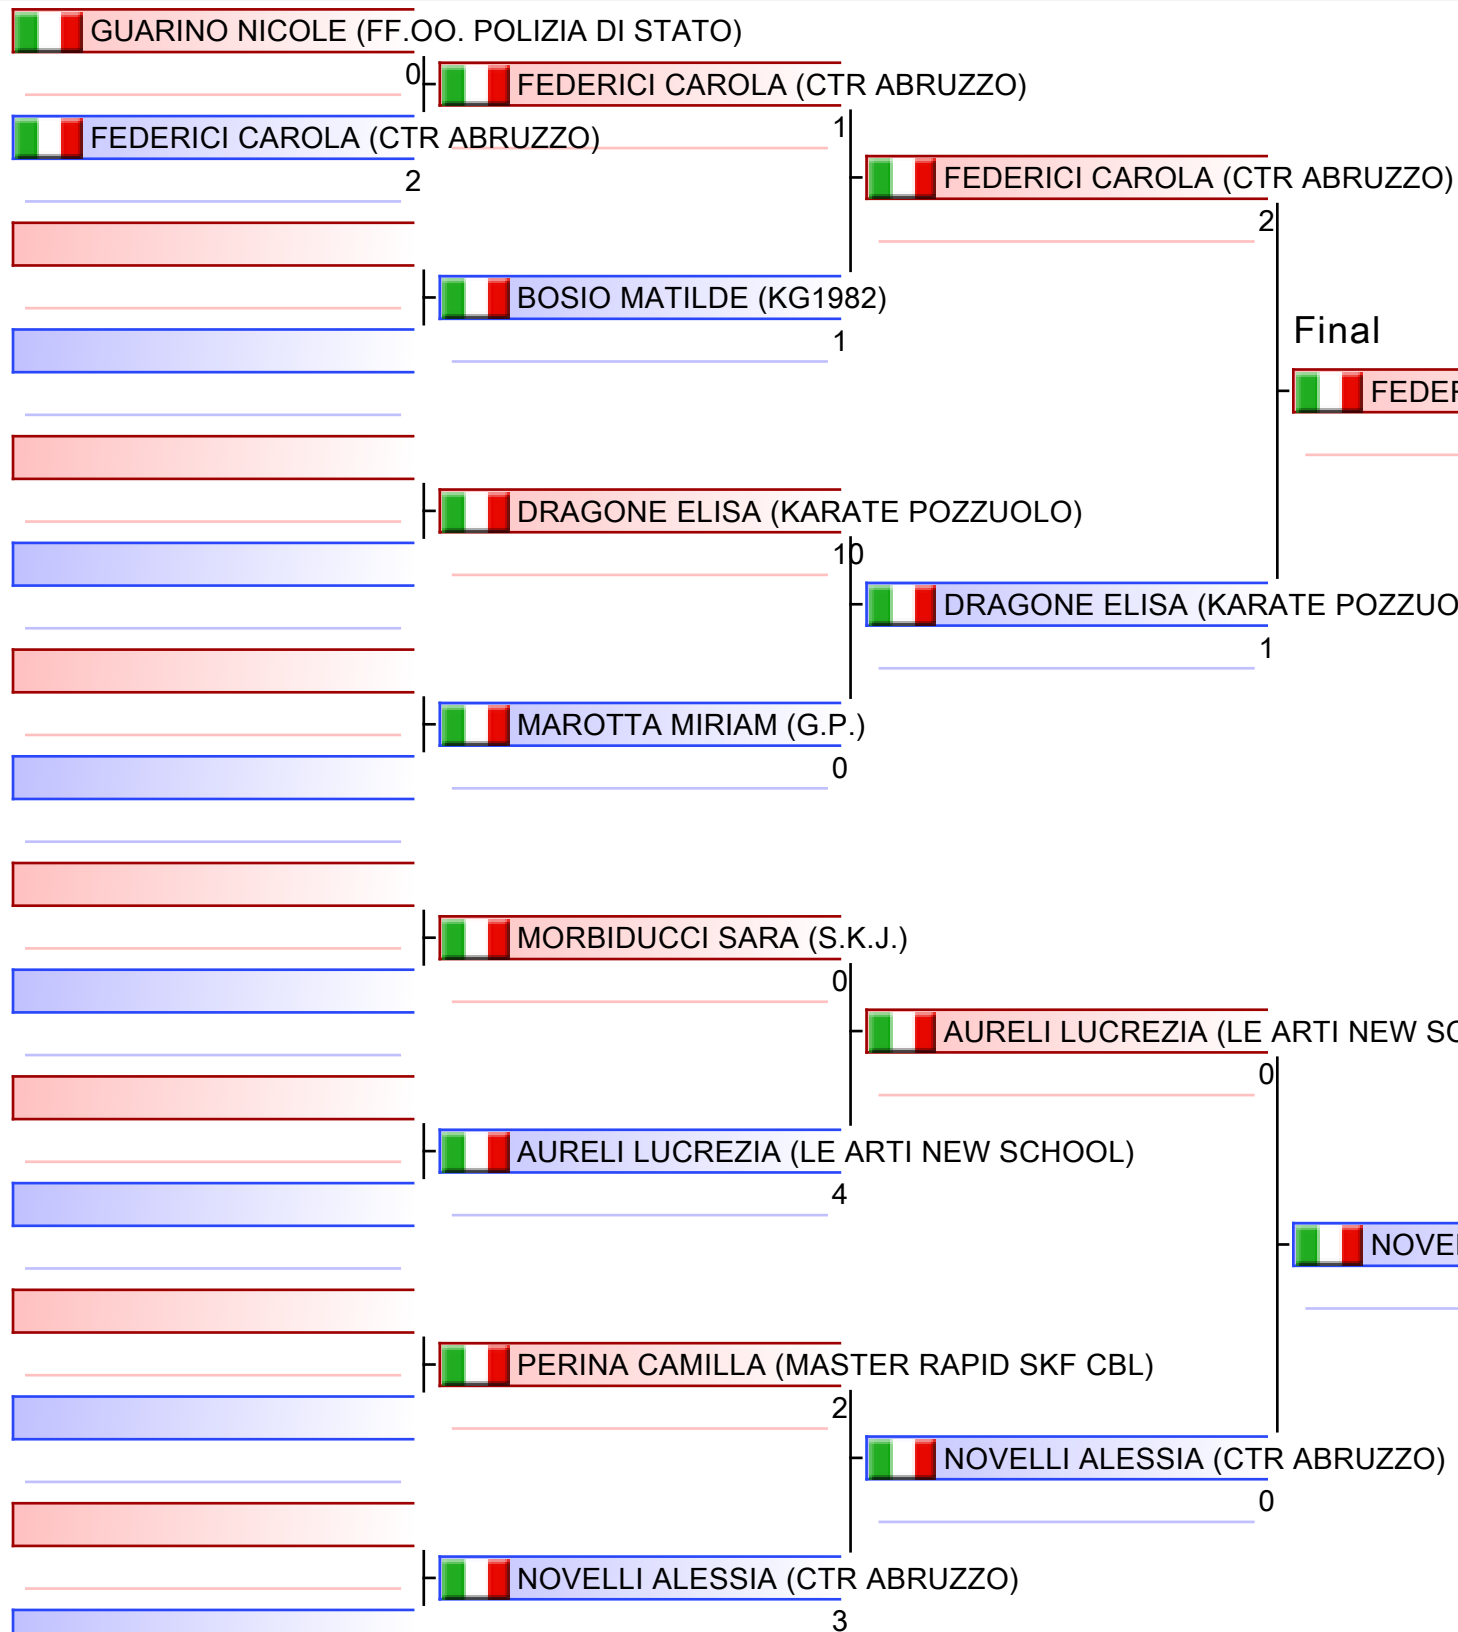 GUARINO NICOLE (FF.OO. POLIZIA DI STATO)
0
FEDERICI CAROLA (CTR ABRUZZO)
2
FEDERICI CAROLA (CTR ABRUZZO)
1
BOSIO MATILDE (KG1982)
1
DRAGONE ELISA (KARATE POZZUOLO)
10
MAROTTA MIRIAM (G.P.)
0
MORBIDUCCI SARA (S.K.J.)
0
AURELI LUCREZIA (LE ARTI NEW SCHOOL)
4
PERINA CAMILLA (MASTER RAPID SKF CBL)
2
NOVELLI ALESSIA (CTR ABRUZZO)
3
FEDERICI CAROLA (CTR ABRUZZO)
2
DRAGONE ELISA (KARATE POZZUO
1
AURELI LUCREZIA (LE ARTI NEW SC
0
NOVELLI ALESSIA (CTR ABRUZZO)
0
Final
FEDER
NOVEL